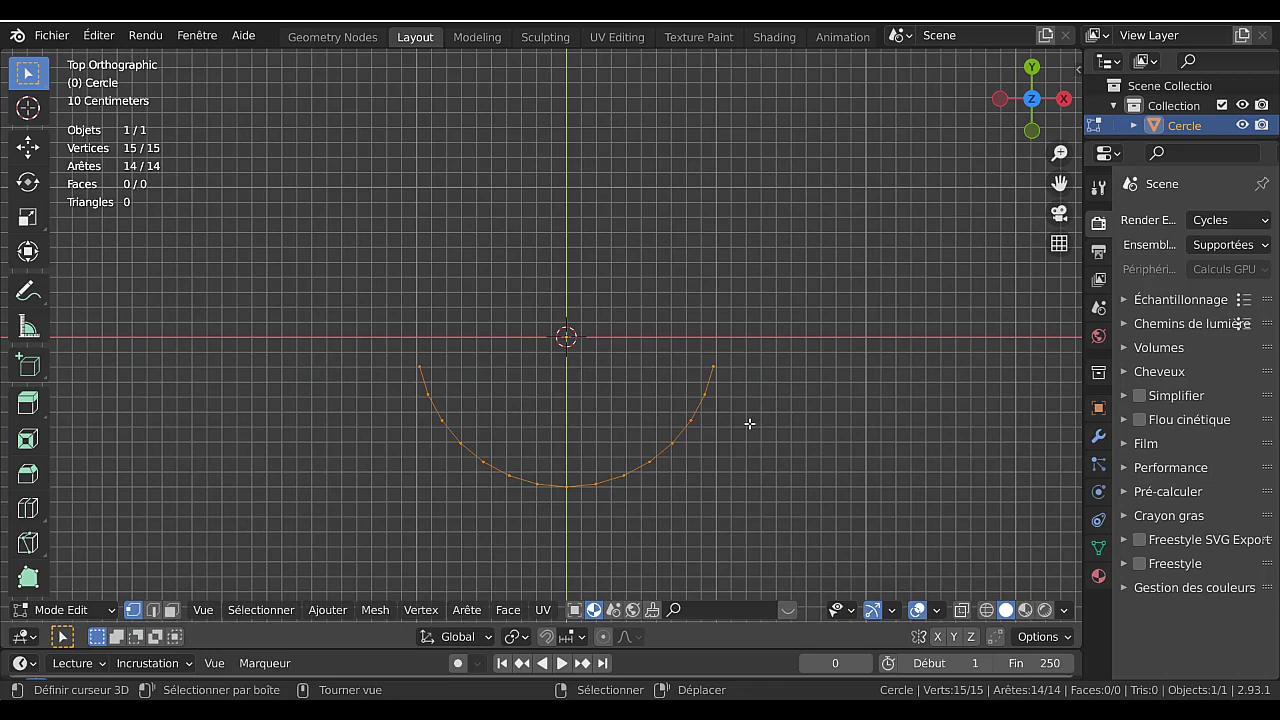 Fichier Éditer Rendu Fenêtre Aide Geometry Nodes Layout Modeling Sculpting UV Editing Texture Paint Shading Animation Scene View Layer
Top Orthographic
(0) Cercle
10 Centimeters
Objets 1 / 1
Vertices 15 / 15
Arêtes 14 / 14
Faces 0 / 0
Triangles 0
Y
Z
X
Scene Collection
Collection
Cercle
Scene
Render E... Cycles
Ensembl... Supportées
Périphéri... Calculs GPU
Échantillonnage
Chemins de lumière
Volumes
Cheveux
Simplifier
Flou cinétique
Film
Performance
Pré-calculer
Crayon gras
Freestyle SVG Export
Freestyle
Gestion des couleurs
Mode Edit Vue Sélectionner Ajouter Mesh Vertex Arête Face UV
Global X Y Z Options
Lecture Incrustation Vue Marqueur 0 Début 1 Fin 250
Définir curseur 3D Sélectionner par boîte Tourner vue Sélectionner Déplacer Cercle | Verts:15/15 | Arêtes:14/14 | Faces:0/0 | Tris:0 | Objects:1/1 | 2.93.1